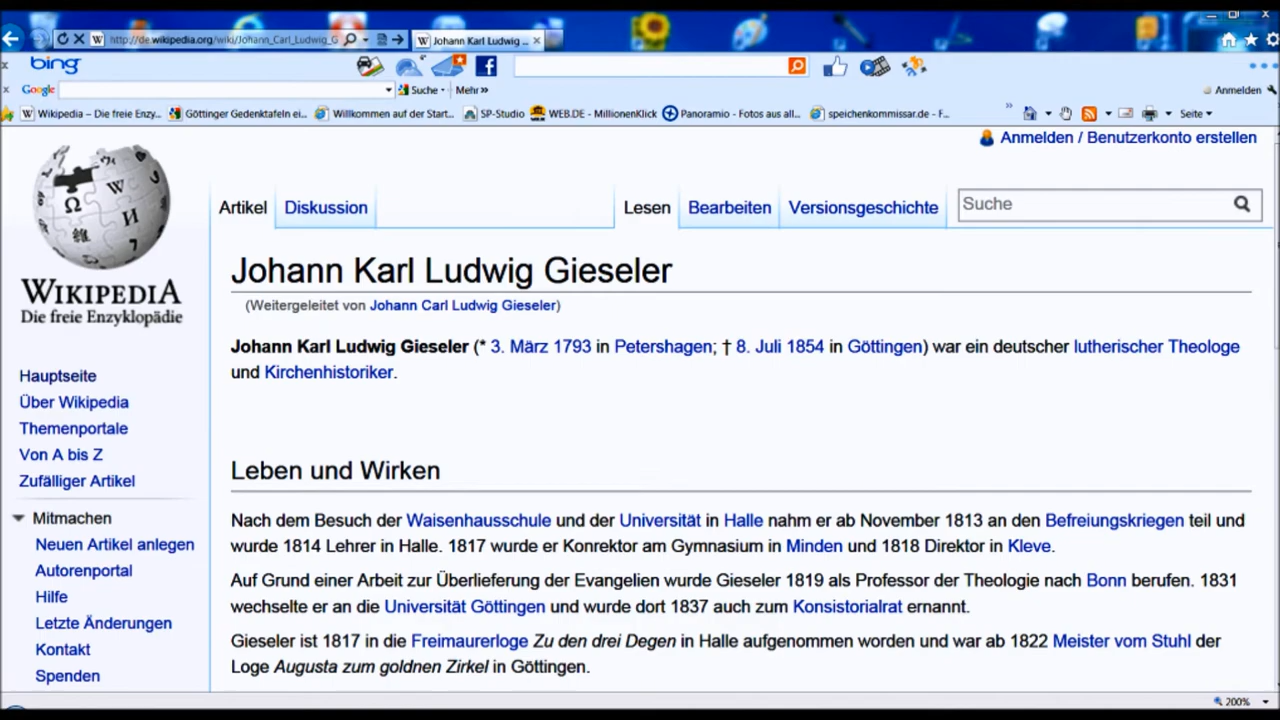 http://de.wikipedia.org/wiki/Johann_Carl_Ludwig_G
Johann Karl Ludwig ...
bing
Google
Suche
Mehr »
Anmelden
Wikipedia – Die freie Enzy...
Göttinger Gedenktafeln ei...
Willkommen auf der Start...
SP-Studio
WEB.DE - MillionenKlick
Panoramio - Fotos aus all...
speichenkommissar.de - F...
Seite
Anmelden / Benutzerkonto erstellen
Artikel
Diskussion
Lesen
Bearbeiten
Versionsgeschichte
Suche
WIKIPEDIA
Die freie Enzyklopädie
Hauptseite
Über Wikipedia
Themenportale
Von A bis Z
Zufälliger Artikel
Mitmachen
Neuen Artikel anlegen
Autorenportal
Hilfe
Letzte Änderungen
Kontakt
Spenden
Johann Karl Ludwig Gieseler
(Weitergeleitet von Johann Carl Ludwig Gieseler)
Johann Karl Ludwig Gieseler (* 3. März 1793 in Petershagen; † 8. Juli 1854 in Göttingen) war ein deutscher lutherischer Theologe
und Kirchenhistoriker.
Leben und Wirken
Nach dem Besuch der Waisenhausschule und der Universität in Halle nahm er ab November 1813 an den Befreiungskriegen teil und
wurde 1814 Lehrer in Halle. 1817 wurde er Konrektor am Gymnasium in Minden und 1818 Direktor in Kleve.
Auf Grund einer Arbeit zur Überlieferung der Evangelien wurde Gieseler 1819 als Professor der Theologie nach Bonn berufen. 1831
wechselte er an die Universität Göttingen und wurde dort 1837 auch zum Konsistorialrat ernannt.
Gieseler ist 1817 in die Freimaurerloge Zu den drei Degen in Halle aufgenommen worden und war ab 1822 Meister vom Stuhl der
Loge Augusta zum goldnen Zirkel in Göttingen.
200%